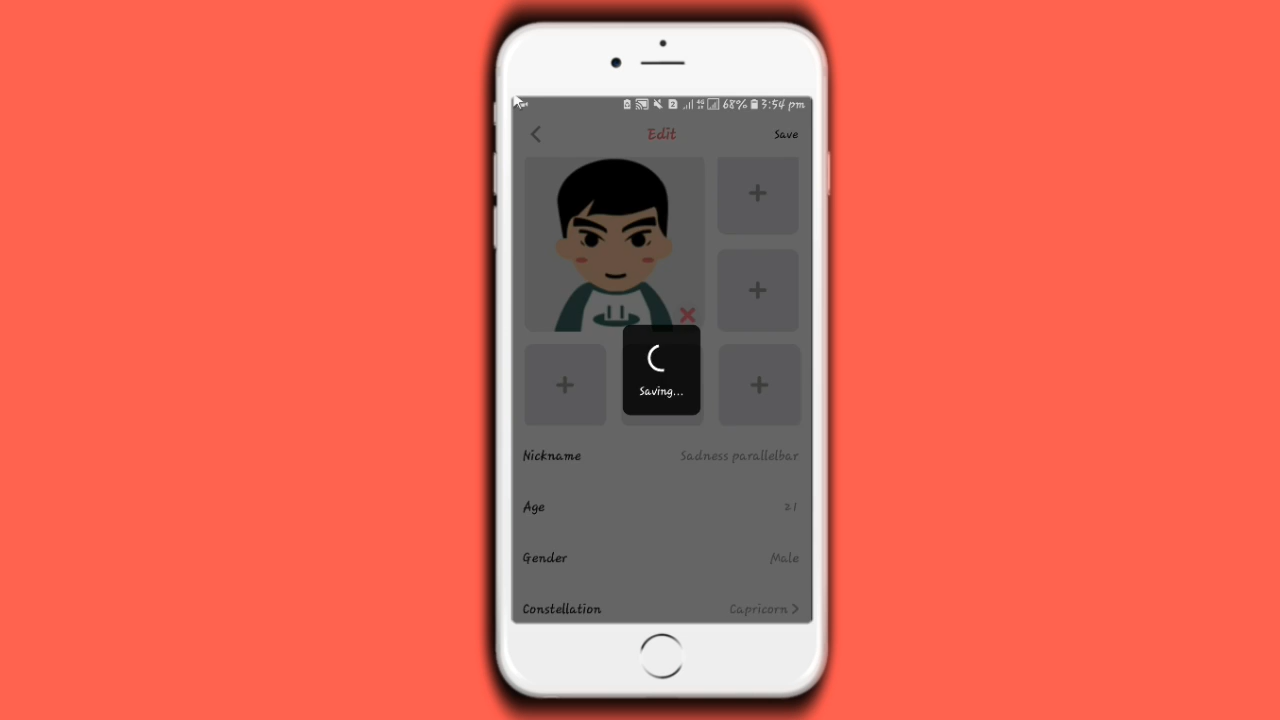 68% 3:54 pm
Edit
Save
Saving...
Nickname Sadness parallelbar
Age 21
Gender Male
Constellation Capricorn